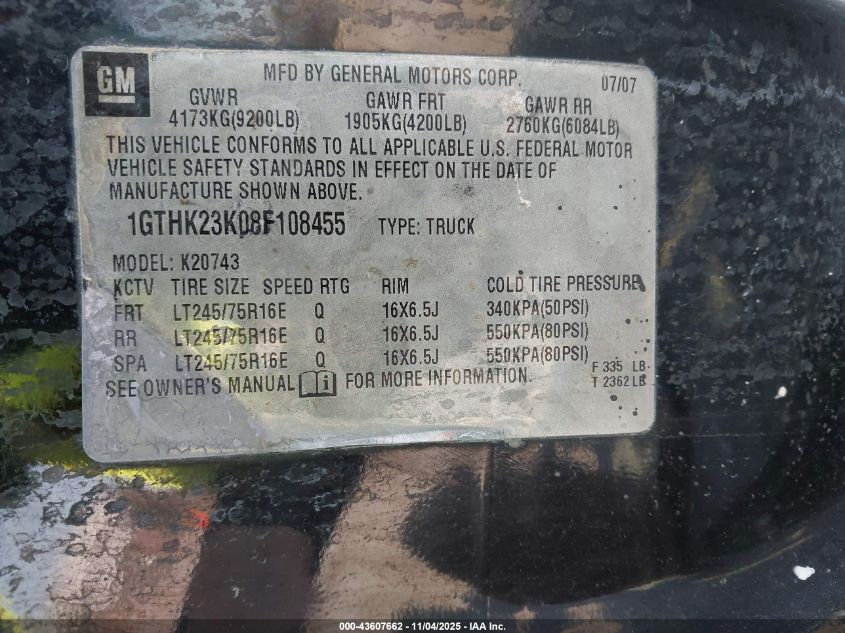 GM
MFD BY GENERAL MOTORS CORP. 07/07
GVWR GAWR FRT GAWR RR
4173KG(9200LB) 1905KG(4200LB) 2760KG(6084LB)
THIS VEHICLE CONFORMS TO ALL APPLICABLE U.S. FEDERAL MOTOR
VEHICLE SAFETY STANDARDS IN EFFECT ON THE DATE OF
MANUFACTURE SHOWN ABOVE.
1GTHK23K08F108455 TYPE: TRUCK
MODEL: K20743
KCTV TIRE SIZE SPEED RTG RIM COLD TIRE PRESSURE
FRT LT245/75R16E Q 16X6.5J 340KPA(50PSI)
RR LT245/75R16E Q 16X6.5J 550KPA(80PSI)
SPA LT245/75R16E Q 16X6.5J 550KPA(80PSI)
SEE OWNER'S MANUAL FOR MORE INFORMATION.
F 335 LB
T 2362 LB
000-43607662 - 11/04/2025 - IAA Inc.